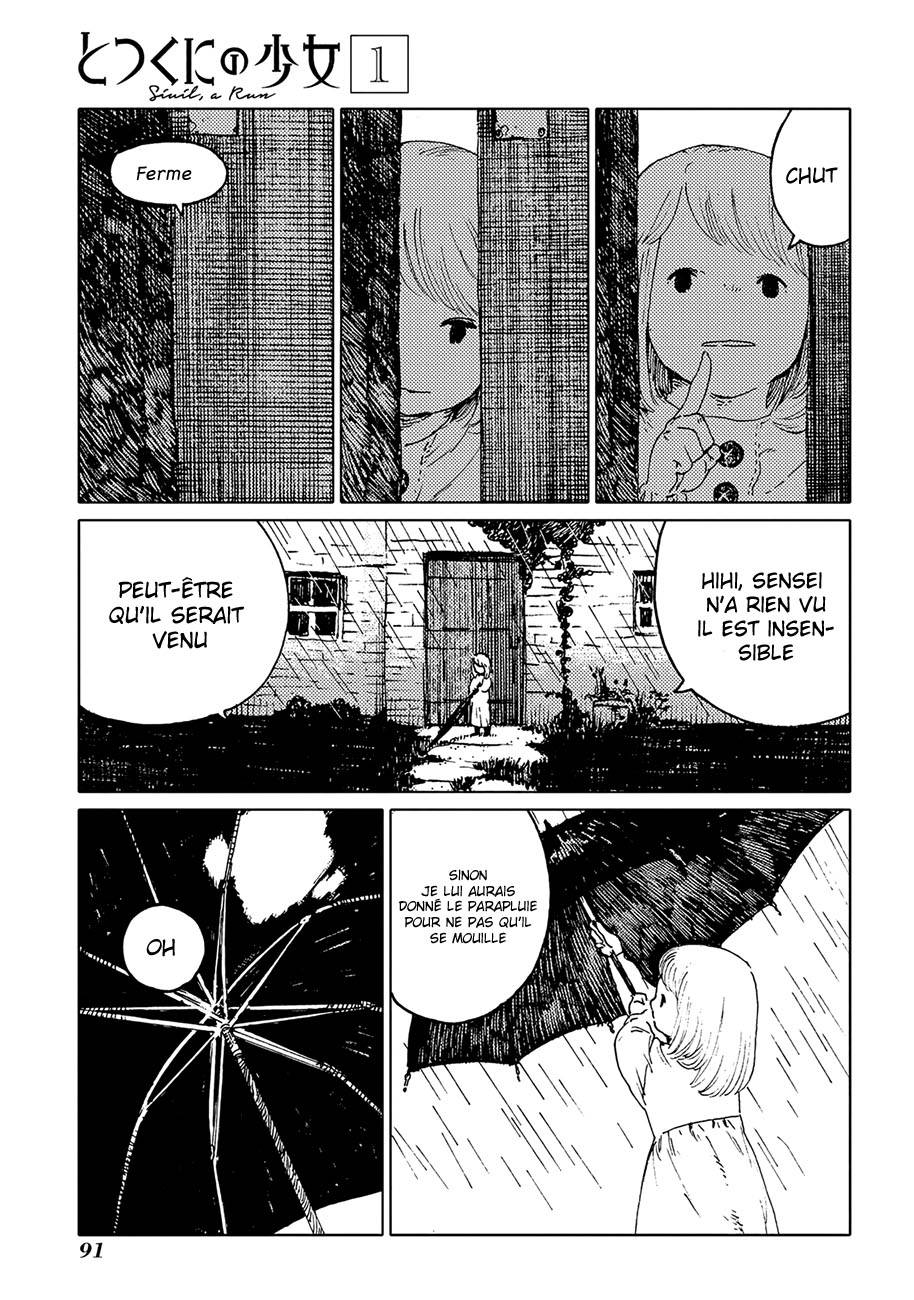 とつくにの少女 1
Siúil, a Rún
CHUT
Ferme
HIHI, SENSEI
N'A RIEN VU
IL EST INSEN-
SIBLE
PEUT-ÊTRE
QU'IL SERAIT
VENU
SINON
JE LUI AURAIS
DONNÉ LE PARAPLUIE
POUR NE PAS QU'IL
SE MOUILLE
OH
91